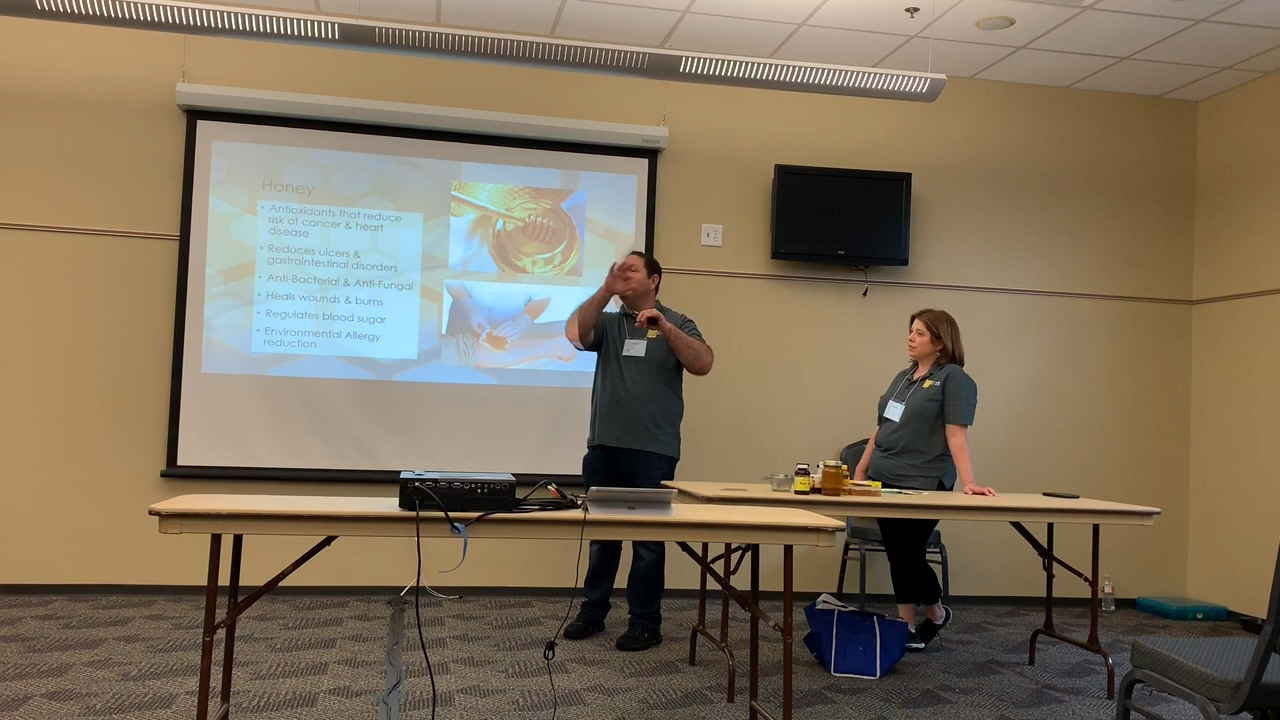 Honey
• Antioxidants that reduce
risk of cancer & heart
disease
• Reduces ulcers &
gastrointestinal disorders
• Anti-Bacterial & Anti-Fungal
• Heals wounds & burns
• Regulates blood sugar
• Environmental Allergy
reduction